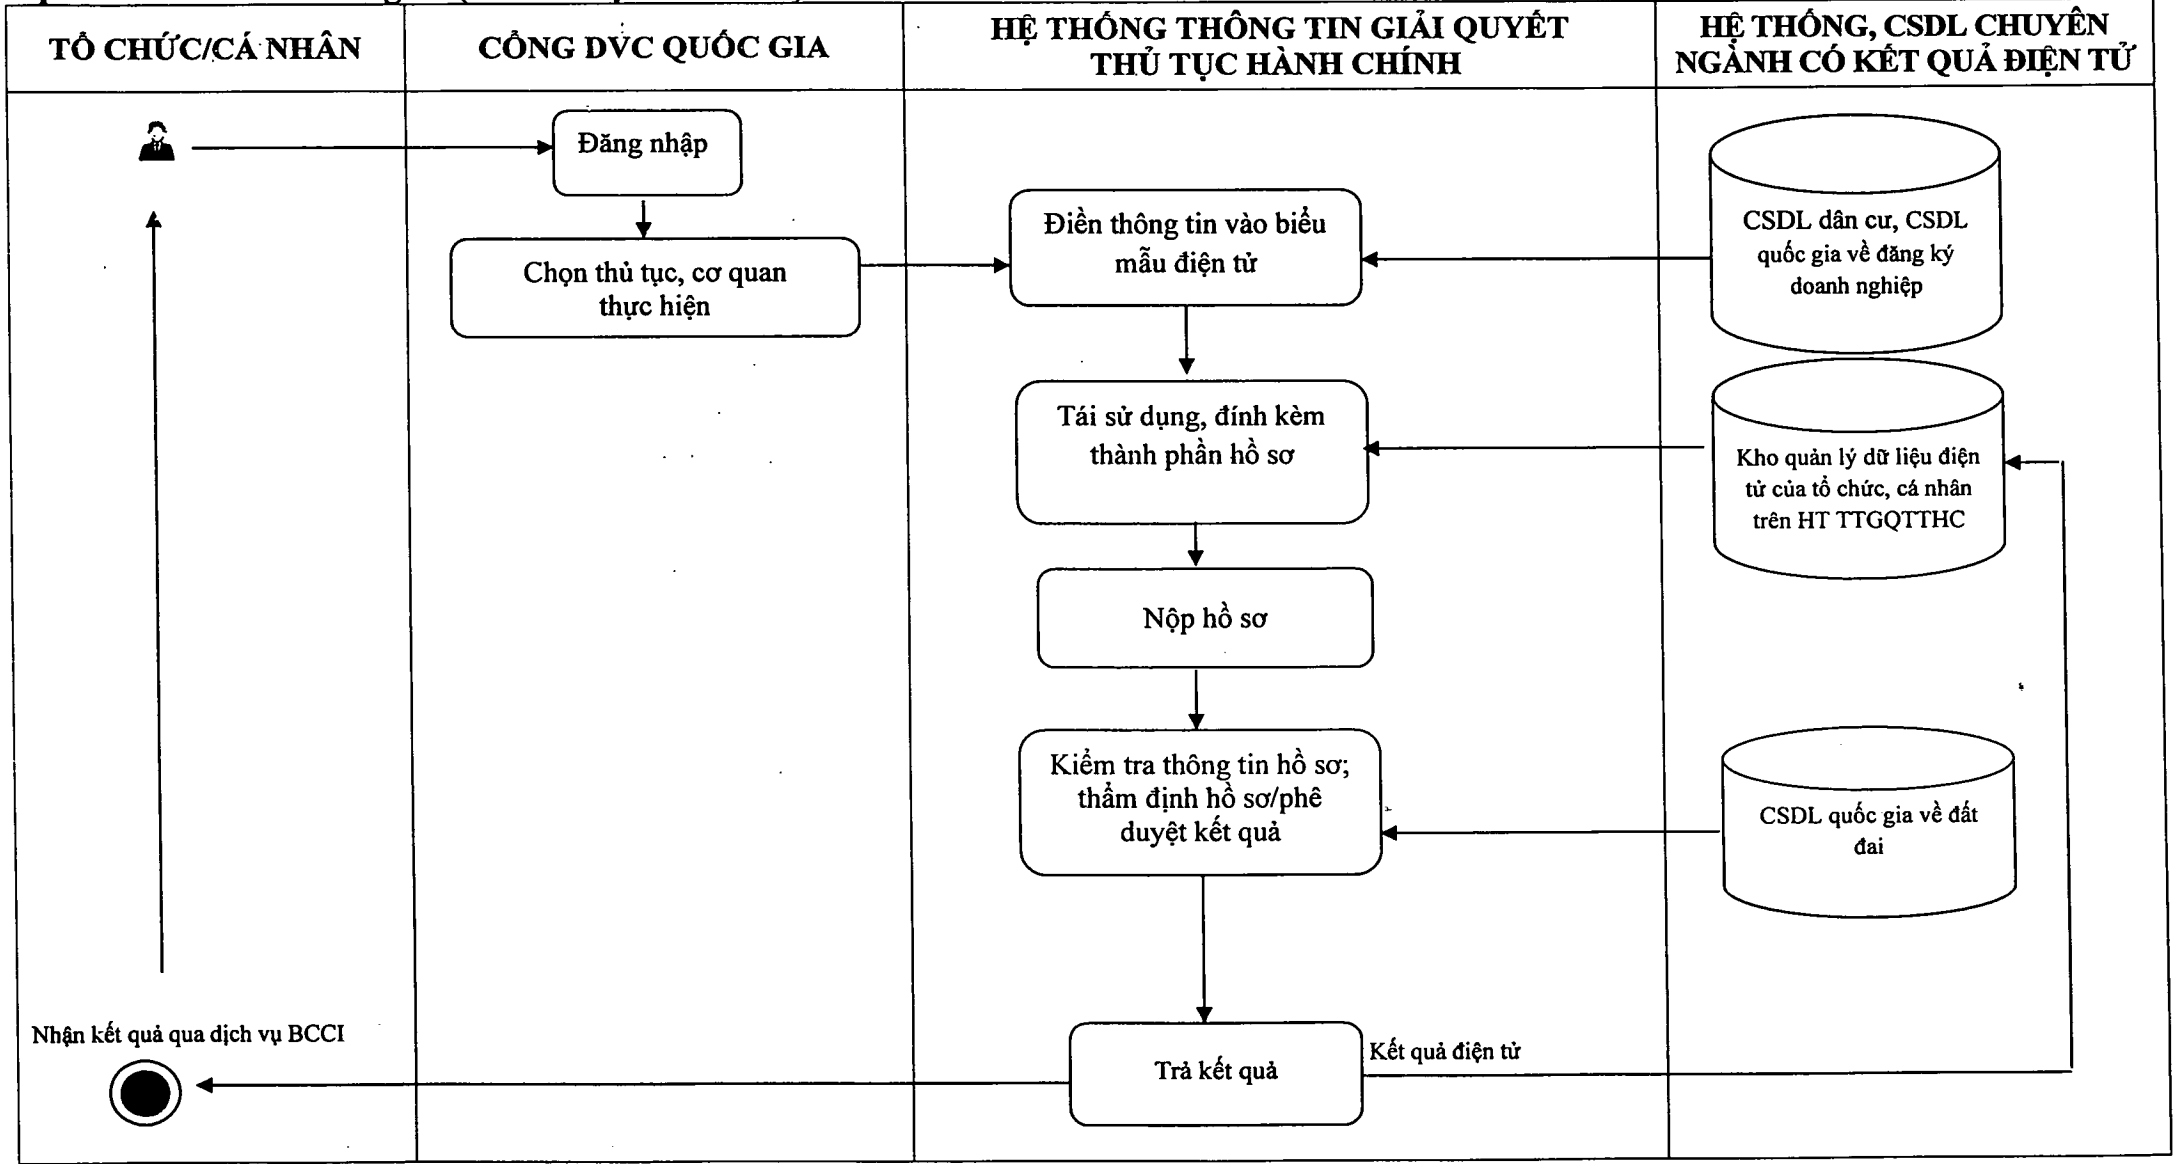 TỔ CHỨC/CÁ NHÂN
CỔNG DVC QUỐC GIA
HỆ THỐNG THÔNG TIN GIẢI QUYẾT
THỦ TỤC HÀNH CHÍNH
HỆ THỐNG, CSDL CHUYÊN
NGÀNH CÓ KẾT QUẢ ĐIỆN TỬ
Đăng nhập
Chọn thủ tục, cơ quan
thực hiện
Điền thông tin vào biểu
mẫu điện tử
CSDL dân cư, CSDL
quốc gia về đăng ký
doanh nghiệp
Tái sử dụng, đính kèm
thành phần hồ sơ
Kho quản lý dữ liệu điện
tử của tổ chức, cá nhân
trên HT TTGQTTHC
Nộp hồ sơ
Kiểm tra thông tin hồ sơ;
thẩm định hồ sơ/phê
duyệt kết quả
CSDL quốc gia về đất
đai
Nhận kết quả qua dịch vụ BCCI
Trả kết quả
Kết quả điện tử